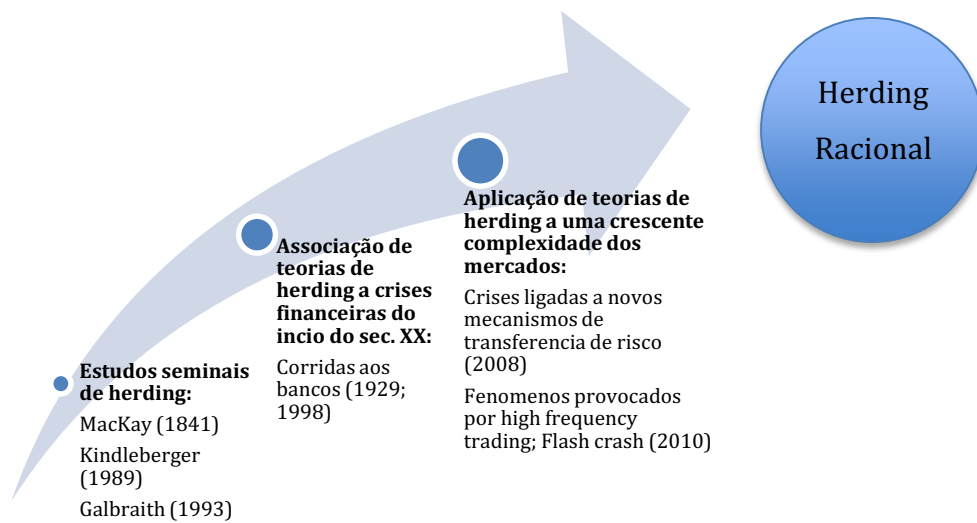 Herding
Racional
Aplicação de teorias de
herding a uma crescente
complexidade dos
mercados:
Crises ligadas a novos
mecanismos de
transferencia de risco
(2008)
Fenomenos provocados
por high frequency
trading; Flash crash (2010)
Associação de
teorias de
herding a crises
financeiras do
incio do sec. XX:
Corridas aos
bancos (1929;
1998)
Estudos seminais
de herding:
MacKay (1841)
Kindleberger
(1989)
Galbraith (1993)